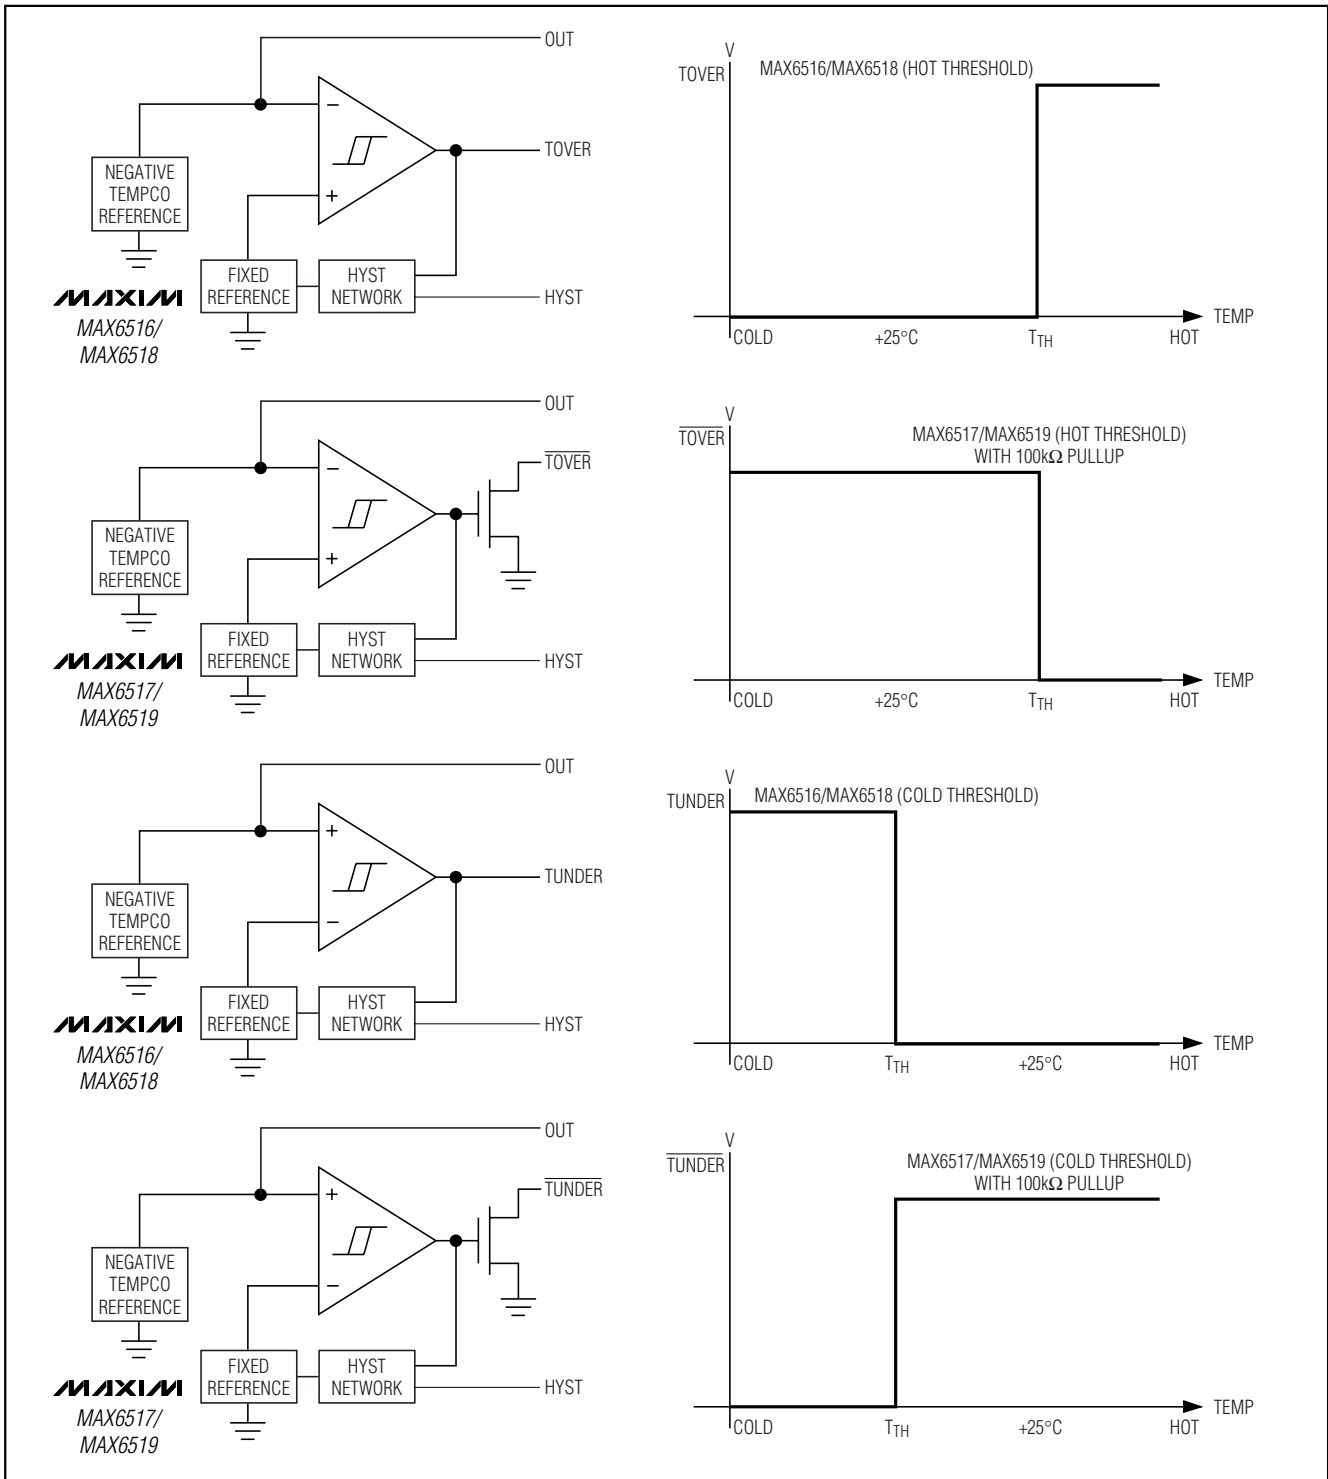 OUT
−
TOVER
NEGATIVE
TEMPCO
REFERENCE
+
FIXED
REFERENCE
HYST
NETWORK
HYST
MAXIM
MAX6516/
MAX6518
V
TOVER
MAX6516/MAX6518 (HOT THRESHOLD)
TEMP
COLD
+25°C
TTH
HOT
OUT
−
TOVER
NEGATIVE
TEMPCO
REFERENCE
+
FIXED
REFERENCE
HYST
NETWORK
HYST
MAXIM
MAX6517/
MAX6519
V
TOVER
MAX6517/MAX6519 (HOT THRESHOLD)
WITH 100kΩ PULLUP
TEMP
COLD
+25°C
TTH
HOT
OUT
+
TUNDER
NEGATIVE
TEMPCO
REFERENCE
−
FIXED
REFERENCE
HYST
NETWORK
HYST
MAXIM
MAX6516/
MAX6518
V
TUNDER
MAX6516/MAX6518 (COLD THRESHOLD)
TEMP
COLD
TTH
+25°C
HOT
OUT
+
TUNDER
NEGATIVE
TEMPCO
REFERENCE
−
FIXED
REFERENCE
HYST
NETWORK
HYST
MAXIM
MAX6517/
MAX6519
V
TUNDER
MAX6517/MAX6519 (COLD THRESHOLD)
WITH 100kΩ PULLUP
TEMP
COLD
TTH
+25°C
HOT